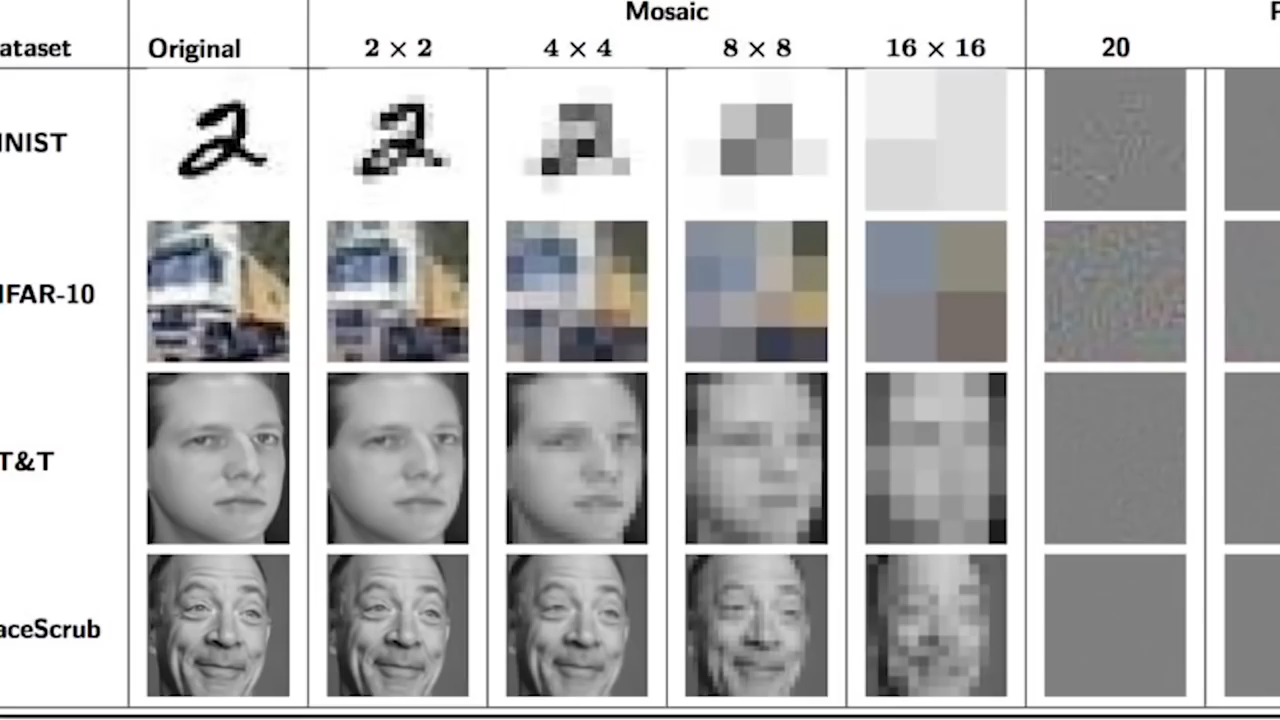 Mosaic P
ataset Original 2 × 2 4 × 4 8 × 8 16 × 16 20
NIST
IFAR-10
T&T
aceScrub